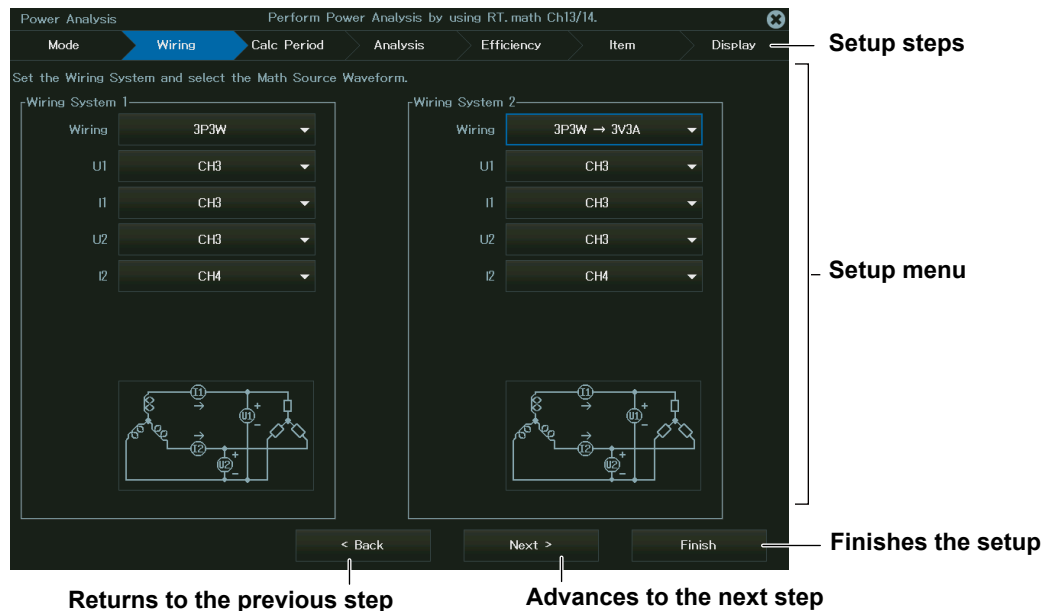 Power Analysis Perform Power Analysis by using RT.math Ch13/14.
Mode Wiring Calc Period Analysis Efficiency Item Display
Setup steps
Set the Wiring System and select the Math Source Waveform.
Wiring System 1
Wiring 3P3W
U1 CH3
I1 CH3
U2 CH3
I2 CH4
I1
U1
+
-
I2
U2
+
-
Wiring System 2
Wiring 3P3W → 3V3A
U1 CH3
I1 CH3
U2 CH3
I2 CH4
I1
U1
+
-
I2
U2
+
-
Setup menu
< Back Next > Finish
Finishes the setup
Returns to the previous step
Advances to the next step